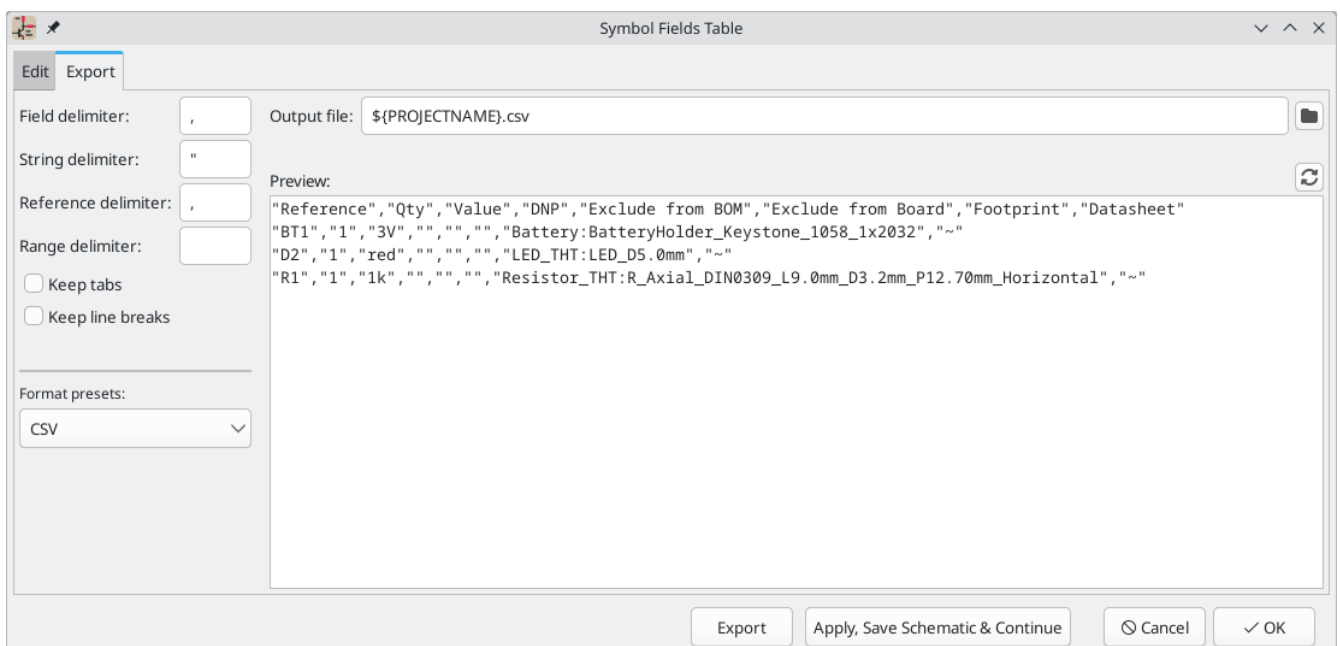 Symbol Fields Table
Edit
Export
Field delimiter:
,
String delimiter:
"
Reference delimiter:
,
Range delimiter:
Keep tabs
Keep line breaks
Format presets:
CSV
Output file:
${PROJECTNAME}.csv
Preview:
"Reference","Qty","Value","DNP","Exclude from BOM","Exclude from Board","Footprint","Datasheet"
"BT1","1","3V","","","","Battery:BatteryHolder_Keystone_1058_1x2032","~"
"D2","1","red","","","","LED_THT:LED_D5.0mm","~"
"R1","1","1k","","","","Resistor_THT:R_Axial_DIN0309_L9.0mm_D3.2mm_P12.70mm_Horizontal","~"
Export
Apply, Save Schematic & Continue
Cancel
OK